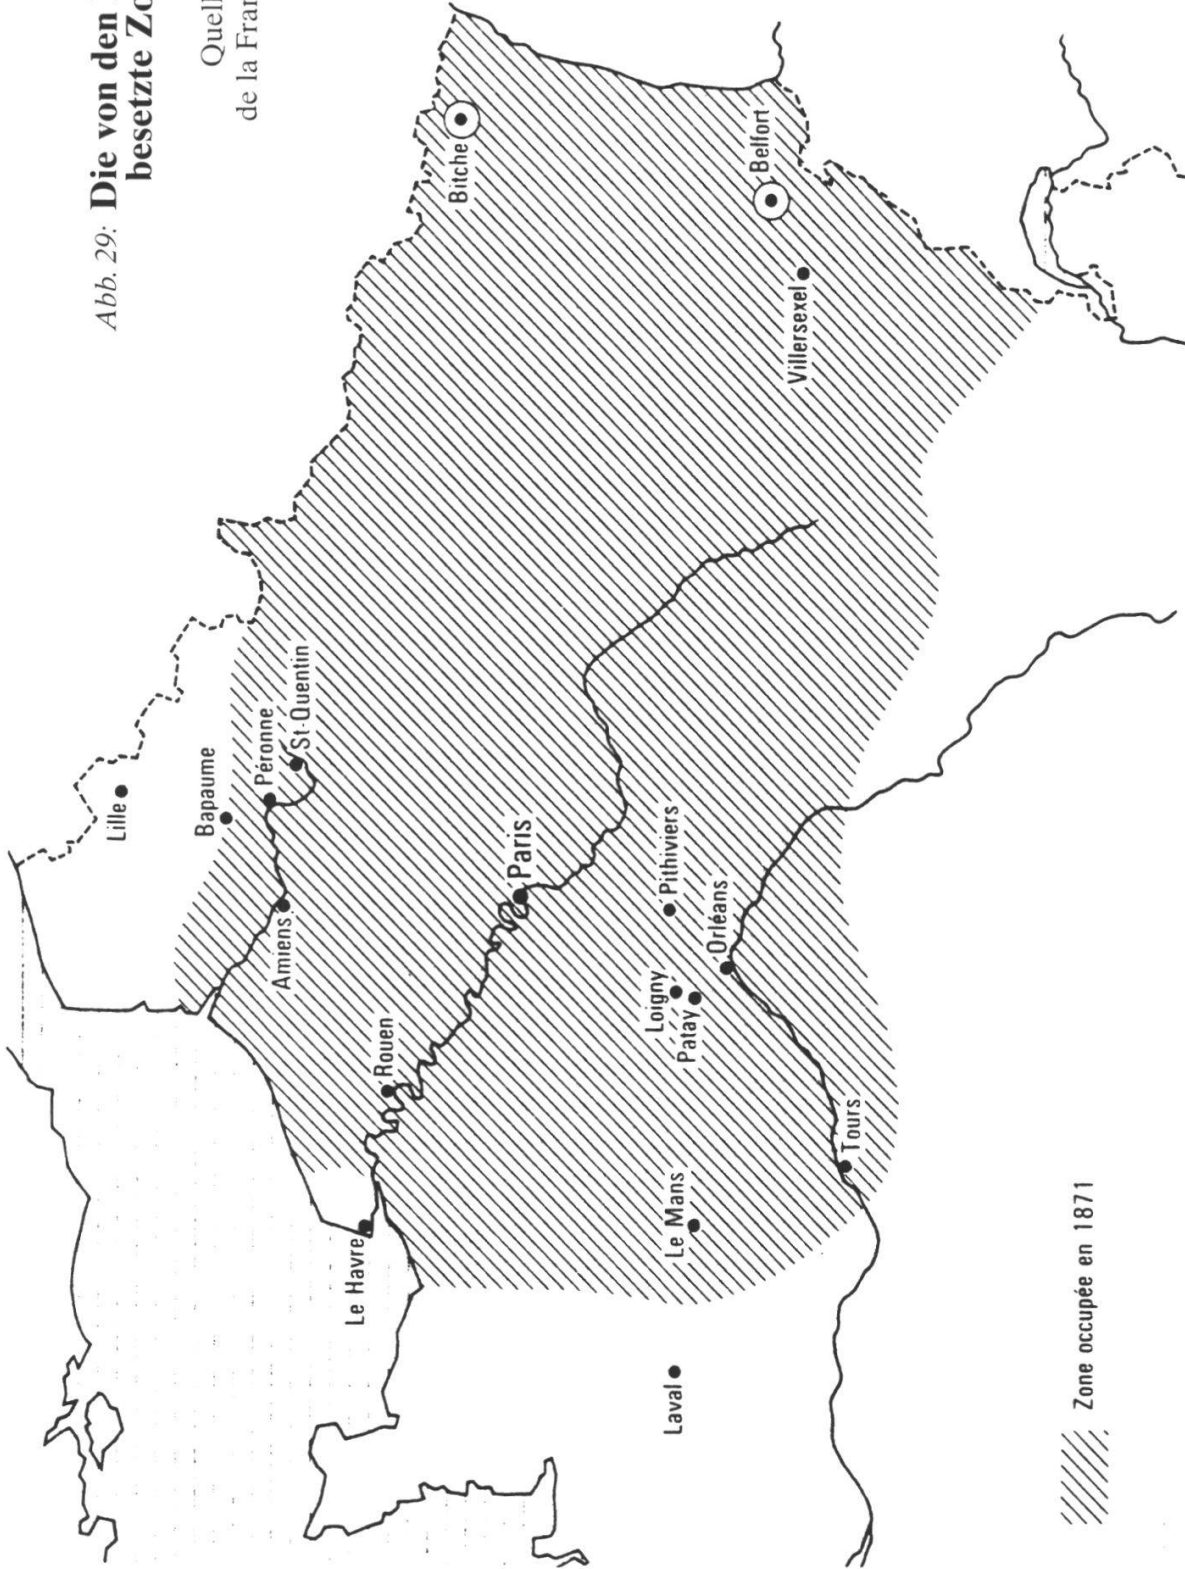 Abb. 29: Die von den
besetzte Zo
Quell
de la Fran
Lille
Bapaume
Péronne
St-Quentin
Amiens
Bitche
Rouen
Le Havre
Paris
Belfort
Villersexel
Pithiviers
Loigny
Patay
Orléans
Le Mans
Laval
Tours
Zone occupée en 1871